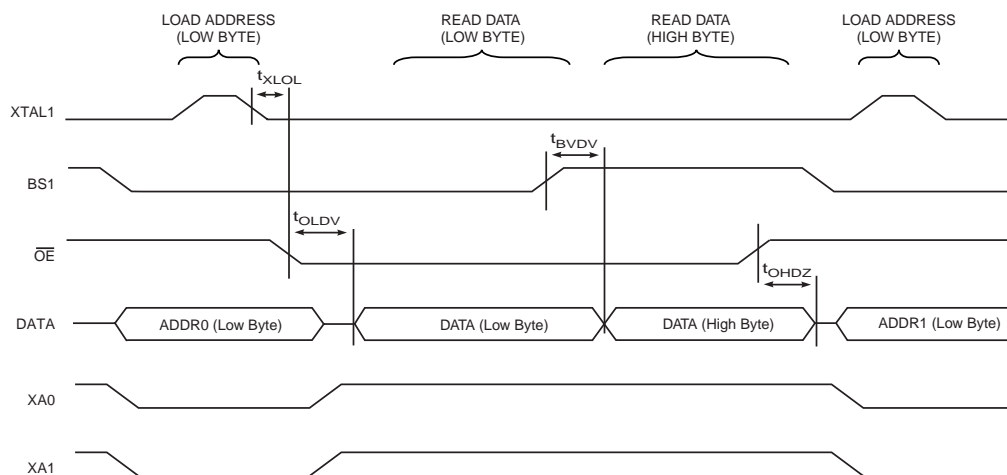 LOAD ADDRESS
(LOW BYTE)
READ DATA
(LOW BYTE)
READ DATA
(HIGH BYTE)
LOAD ADDRESS
(LOW BYTE)
tXLOL
XTAL1
tBVDV
BS1
tOLDV
OE
tOHDZ
DATA
ADDR0 (Low Byte)
DATA (Low Byte)
DATA (High Byte)
ADDR1 (Low Byte)
XA0
XA1